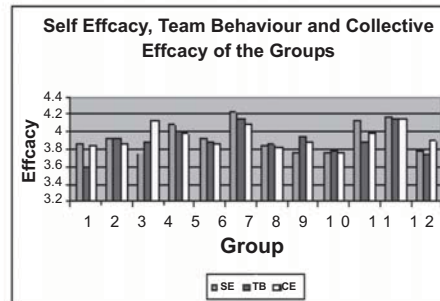 Self Effcacy, Team Behaviour and Collective
Effcacy of the Groups
4.4
4.2
4
3.8
3.6
3.4
3.2
Effcacy
1 2 3 4 5 6 7 8 9 1 0 1 1 1 2
Group
SE TB CE